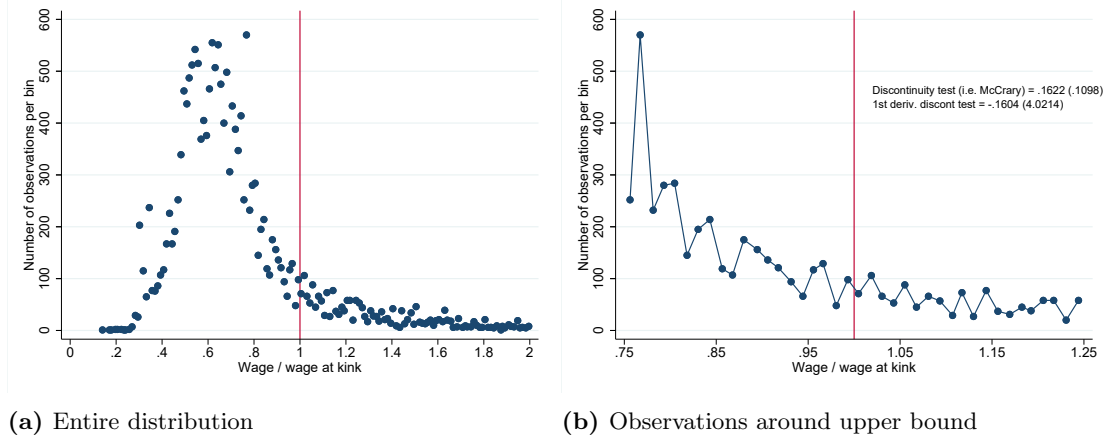 Number of observations per bin
600
500
400
300
200
100
0
0 .2 .4 .6 .8 1 1.2 1.4 1.6 1.8 2
Wage / wage at kink
(a) Entire distribution
Number of observations per bin
600
500
400
300
200
100
0
Discontinuity test (i.e. McCrary) = .1622 (.1098)
1st deriv. discont test = -.1604 (4.0214)
.75 .85 .95 1.05 1.15 1.25
Wage / wage at kink
(b) Observations around upper bound